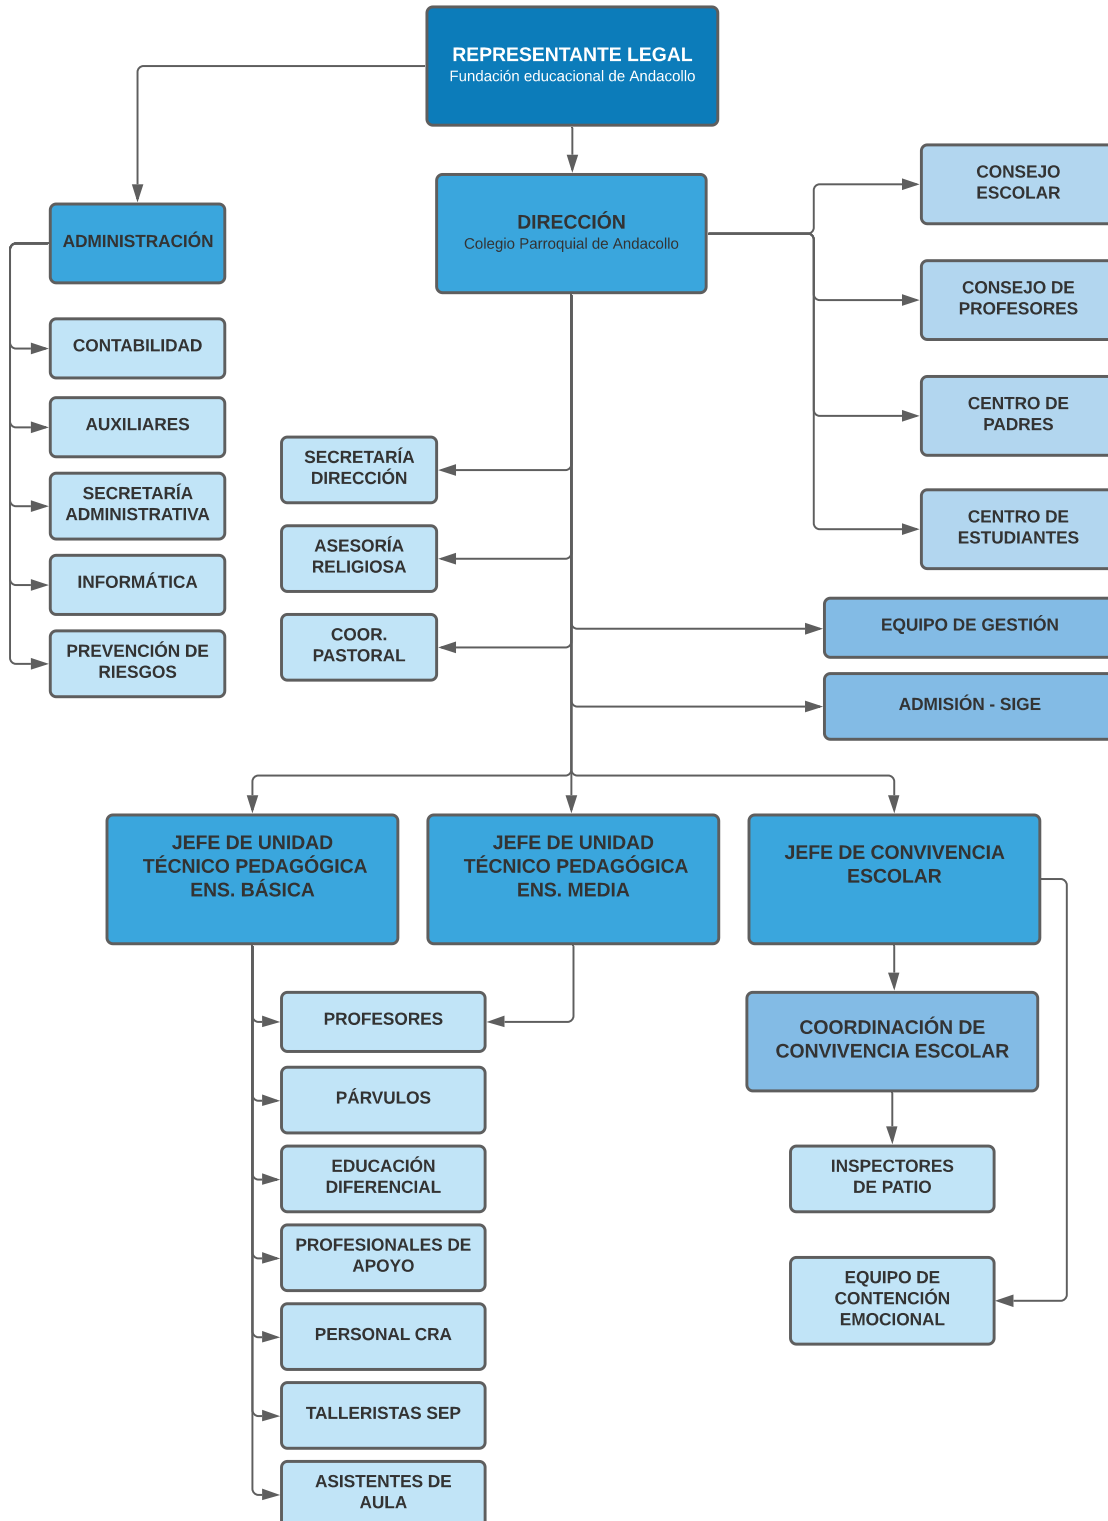 REPRESENTANTE LEGAL
Fundación educacional de Andacollo
DIRECCIÓN
Colegio Parroquial de Andacollo
ADMINISTRACIÓN
CONTABILIDAD
AUXILIARES
SECRETARÍA
ADMINISTRATIVA
INFORMÁTICA
PREVENCIÓN DE
RIESGOS
SECRETARÍA
DIRECCIÓN
ASESORÍA
RELIGIOSA
COOR.
PASTORAL
CONSEJO
ESCOLAR
CONSEJO DE
PROFESORES
CENTRO DE
PADRES
CENTRO DE
ESTUDIANTES
EQUIPO DE GESTIÓN
ADMISIÓN - SIGE
JEFE DE UNIDAD
TÉCNICO PEDAGÓGICA
ENS. BÁSICA
JEFE DE UNIDAD
TÉCNICO PEDAGÓGICA
ENS. MEDIA
JEFE DE CONVIVENCIA
ESCOLAR
PROFESORES
PÁRVULOS
EDUCACIÓN
DIFERENCIAL
PROFESIONALES DE
APOYO
PERSONAL CRA
TALLERISTAS SEP
ASISTENTES DE
AULA
COORDINACIÓN DE
CONVIVENCIA ESCOLAR
INSPECTORES
DE PATIO
EQUIPO DE
CONTENCIÓN
EMOCIONAL